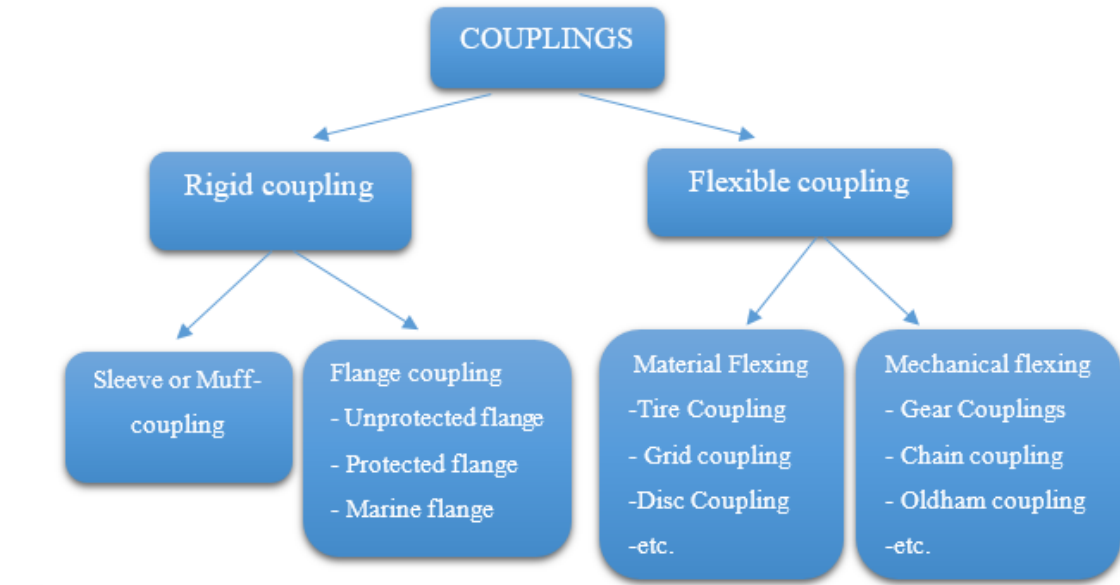 COUPLINGS
Rigid coupling
Flexible coupling
Sleeve or Muff-
coupling
Flange coupling
- Unprotected flange
- Protected flange
- Marine flange
Material Flexing
-Tire Coupling
- Grid coupling
-Disc Coupling
-etc.
Mechanical flexing
- Gear Couplings
- Chain coupling
- Oldham coupling
-etc.